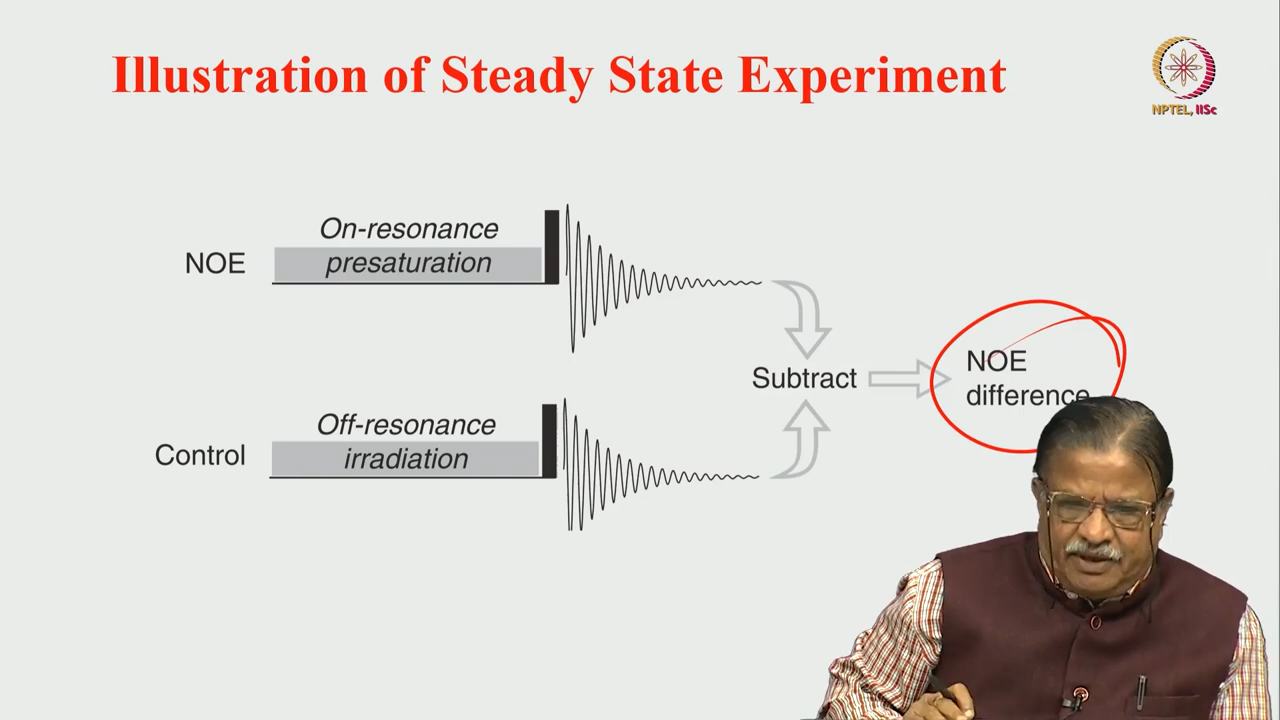 Illustration of Steady State Experiment
NPTEL, IISc
On-resonance
NOE
presaturation
NOE
Subtract
difference
Off-resonance
Control
irradiation